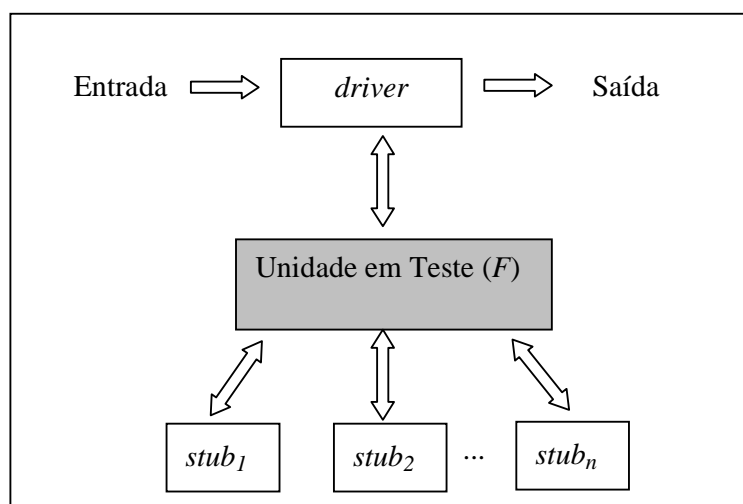 Entrada driver Saída
Unidade em Teste (F)
stub1 stub2 ... stubn